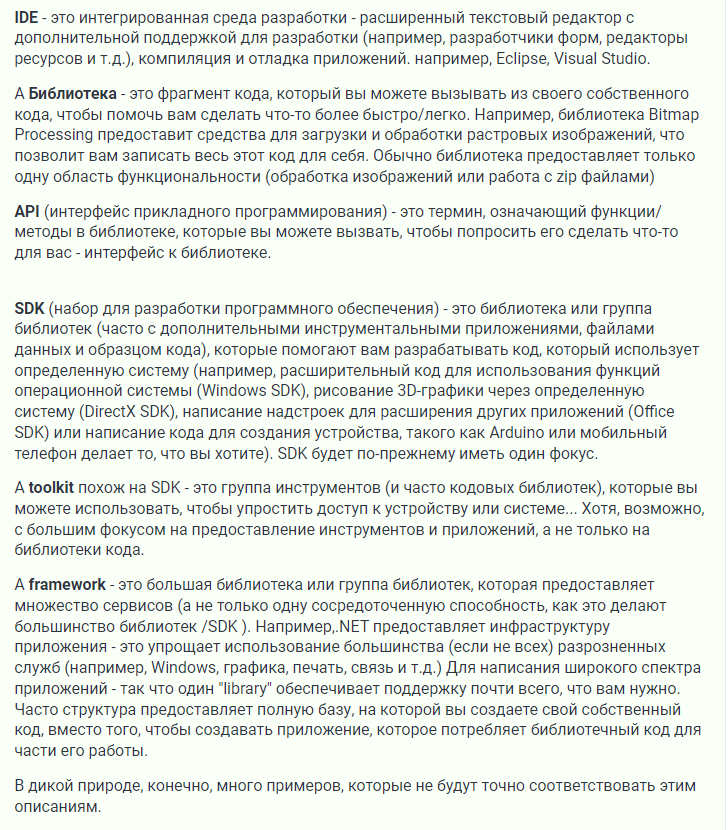 IDE - это интегрированная среда разработки - расширенный текстовый редактор с
дополнительной поддержкой для разработки (например, разработчики форм, редакторы
ресурсов и т.д.), компиляция и отладка приложений. например, Eclipse, Visual Studio.
A Библиотека - это фрагмент кода, который вы можете вызывать из своего собственного
кода, чтобы помочь вам сделать что-то более быстро/легко. Например, библиотека Bitmap
Processing предоставит средства для загрузки и обработки растровых изображений, что
позволит вам записать весь этот код для себя. Обычно библиотека предоставляет только
одну область функциональности (обработка изображений или работа с zip файлами)
API (интерфейс прикладного программирования) - это термин, означающий функции/
методы в библиотеке, которые вы можете вызвать, чтобы попросить его сделать что-то
для вас - интерфейс к библиотеке.
SDK (набор для разработки программного обеспечения) - это библиотека или группа
библиотек (часто с дополнительными инструментальными приложениями, файлами
данных и образцом кода), которые помогают вам разрабатывать код, который использует
определенную систему (например, расширительный код для использования функций
операционной системы (Windows SDK), рисование 3D-графики через определенную
систему (DirectX SDK), написание надстроек для расширения других приложений (Office
SDK) или написание кода для создания устройства, такого как Arduino или мобильный
телефон делает то, что вы хотите). SDK будет по-прежнему иметь один фокус.
A toolkit похож на SDK - это группа инструментов (и часто кодовых библиотек), которые вы
можете использовать, чтобы упростить доступ к устройству или системе... Хотя, возможно,
с большим фокусом на предоставление инструментов и приложений, а не только на
библиотеки кода.
A framework - это большая библиотека или группа библиотек, которая предоставляет
множество сервисов (а не только одну сосредоточенную способность, как это делают
большинство библиотек /SDK ). Например,.NET предоставляет инфраструктуру
приложения - это упрощает использование большинства (если не всех) разрозненных
служб (например, Windows, графика, печать, связь и т.д.) Для написания широкого спектра
приложений - так что один "library" обеспечивает поддержку почти всего, что вам нужно.
Часто структура предоставляет полную базу, на которой вы создаете свой собственный
код, вместо того, чтобы создавать приложение, которое потребляет библиотечный код для
части его работы.
В дикой природе, конечно, много примеров, которые не будут точно соответствовать этим
описаниям.